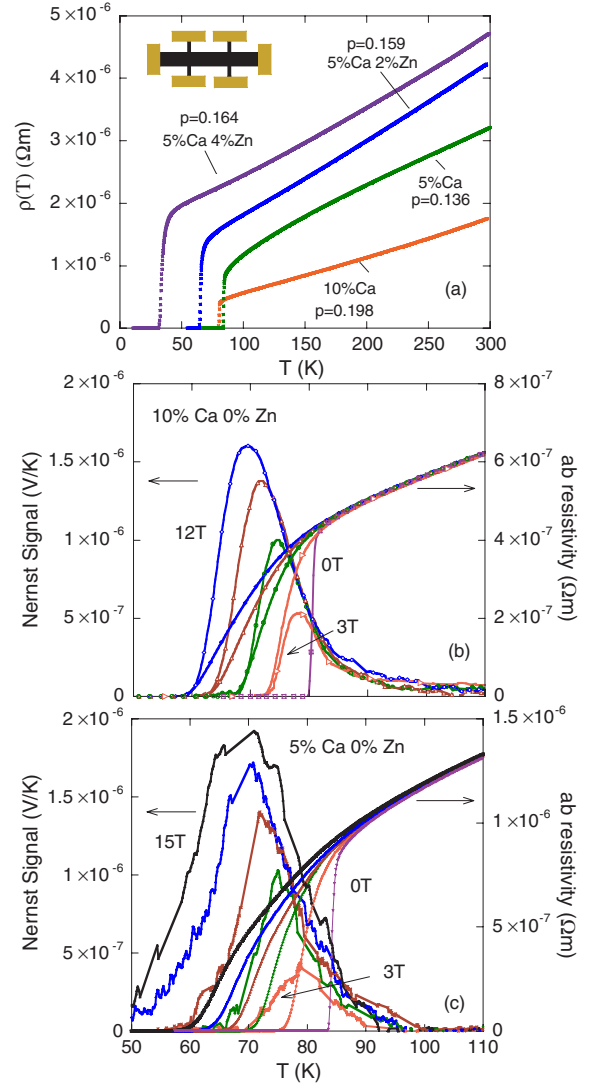 5×10⁻⁶
4×10⁻⁶
3×10⁻⁶
2×10⁻⁶
1×10⁻⁶
0
ρ(T) (Ωm)
p=0.164
5%Ca 4%Zn
p=0.159
5%Ca 2%Zn
5%Ca
p=0.136
10%Ca
p=0.198
(a)
0 50 100 150 200 250 300
T (K)
2×10⁻⁶
1.5×10⁻⁶
1×10⁻⁶
5×10⁻⁷
0
Nernst Signal (V/K)
10% Ca 0% Zn
12T
0T
3T
(b)
8×10⁻⁷
6×10⁻⁷
4×10⁻⁷
2×10⁻⁷
0
ab resistivity (Ωm)
2×10⁻⁶
1.5×10⁻⁶
1×10⁻⁶
5×10⁻⁷
0
Nernst Signal (V/K)
5% Ca 0% Zn
15T
0T
3T
(c)
1.5×10⁻⁶
1×10⁻⁶
5×10⁻⁷
0
ab resistivity (Ωm)
50 60 70 80 90 100 110
T (K)